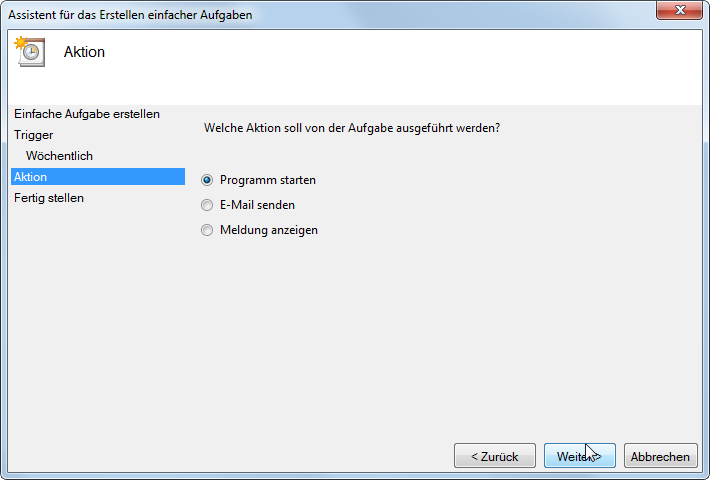 Assistent für das Erstellen einfacher Aufgaben
Aktion
Einfache Aufgabe erstellen
Trigger
Wöchentlich
Aktion
Fertig stellen
Welche Aktion soll von der Aufgabe ausgeführt werden?
Programm starten
E-Mail senden
Meldung anzeigen
< Zurück
Weiter >
Abbrechen